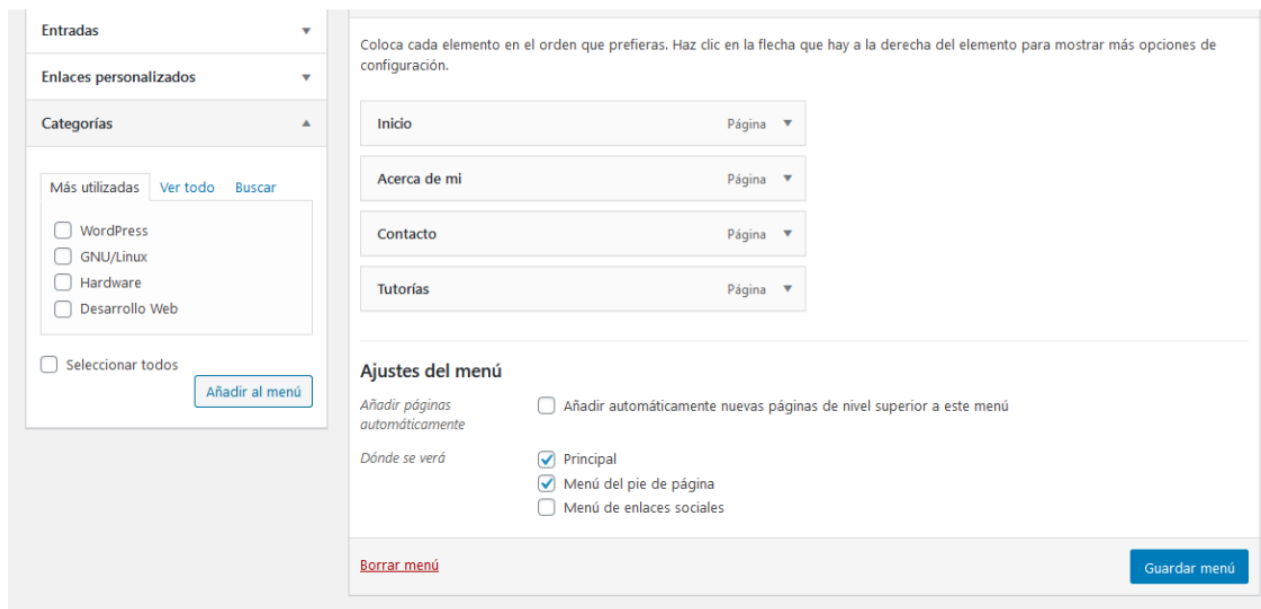 Entradas
Enlaces personalizados
Categorías
Más utilizadas Ver todo Buscar
WordPress
GNU/Linux
Hardware
Desarrollo Web
Seleccionar todos
Añadir al menú
Coloca cada elemento en el orden que prefieras. Haz clic en la flecha que hay a la derecha del elemento para mostrar más opciones de
configuración.
Inicio Página
Acerca de mi Página
Contacto Página
Tutorías Página
Ajustes del menú
Añadir páginas
automáticamente
Añadir automáticamente nuevas páginas de nivel superior a este menú
Dónde se verá
Principal
Menú del pie de página
Menú de enlaces sociales
Borrar menú
Guardar menú